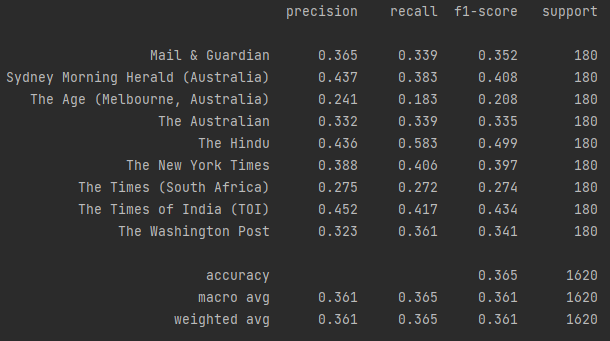 precision recall f1-score support
Mail & Guardian 0.365 0.339 0.352 180
Sydney Morning Herald (Australia) 0.437 0.383 0.408 180
The Age (Melbourne, Australia) 0.241 0.183 0.208 180
The Australian 0.332 0.339 0.335 180
The Hindu 0.436 0.583 0.499 180
The New York Times 0.388 0.406 0.397 180
The Times (South Africa) 0.275 0.272 0.274 180
The Times of India (TOI) 0.452 0.417 0.434 180
The Washington Post 0.323 0.361 0.341 180
accuracy 0.365 1620
macro avg 0.361 0.365 0.361 1620
weighted avg 0.361 0.365 0.361 1620